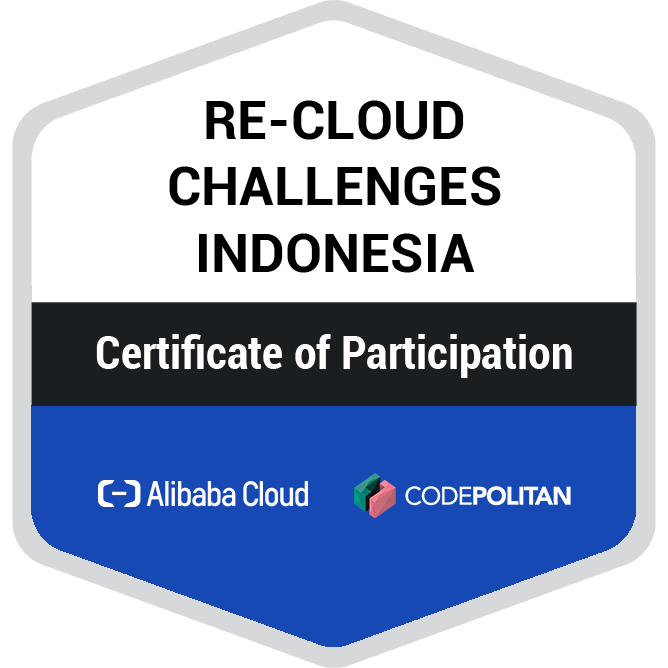 RE-CLOUD
CHALLENGES
INDONESIA
Certificate of Participation
Alibaba Cloud CODEPOLITAN